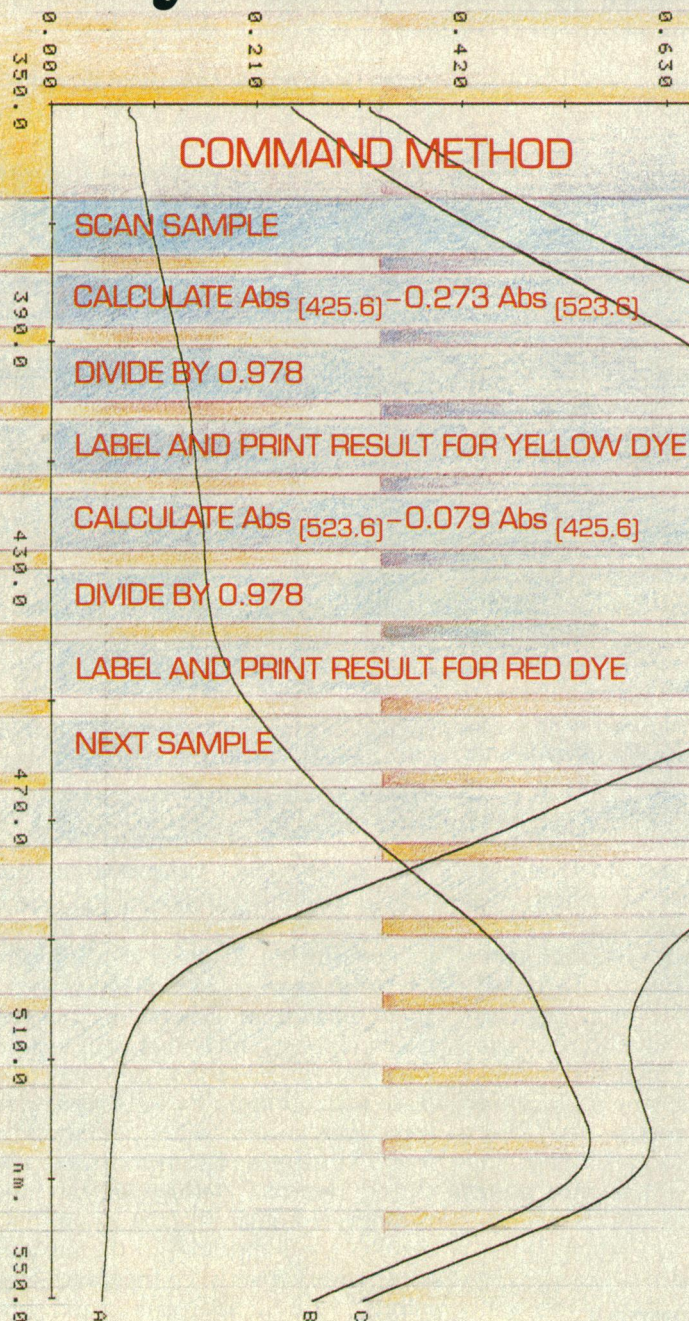 0.000 0.210 0.420 0.630
350.0
COMMAND METHOD
SCAN SAMPLE
CALCULATE Abs [425.6]-0.273 Abs [523.6]
390.0
DIVIDE BY 0.978
LABEL AND PRINT RESULT FOR YELLOW DYE
CALCULATE Abs [523.6]-0.079 Abs [425.6]
430.0
DIVIDE BY 0.978
LABEL AND PRINT RESULT FOR RED DYE
NEXT SAMPLE
470.0
510.0
nm.
550.0
A B C